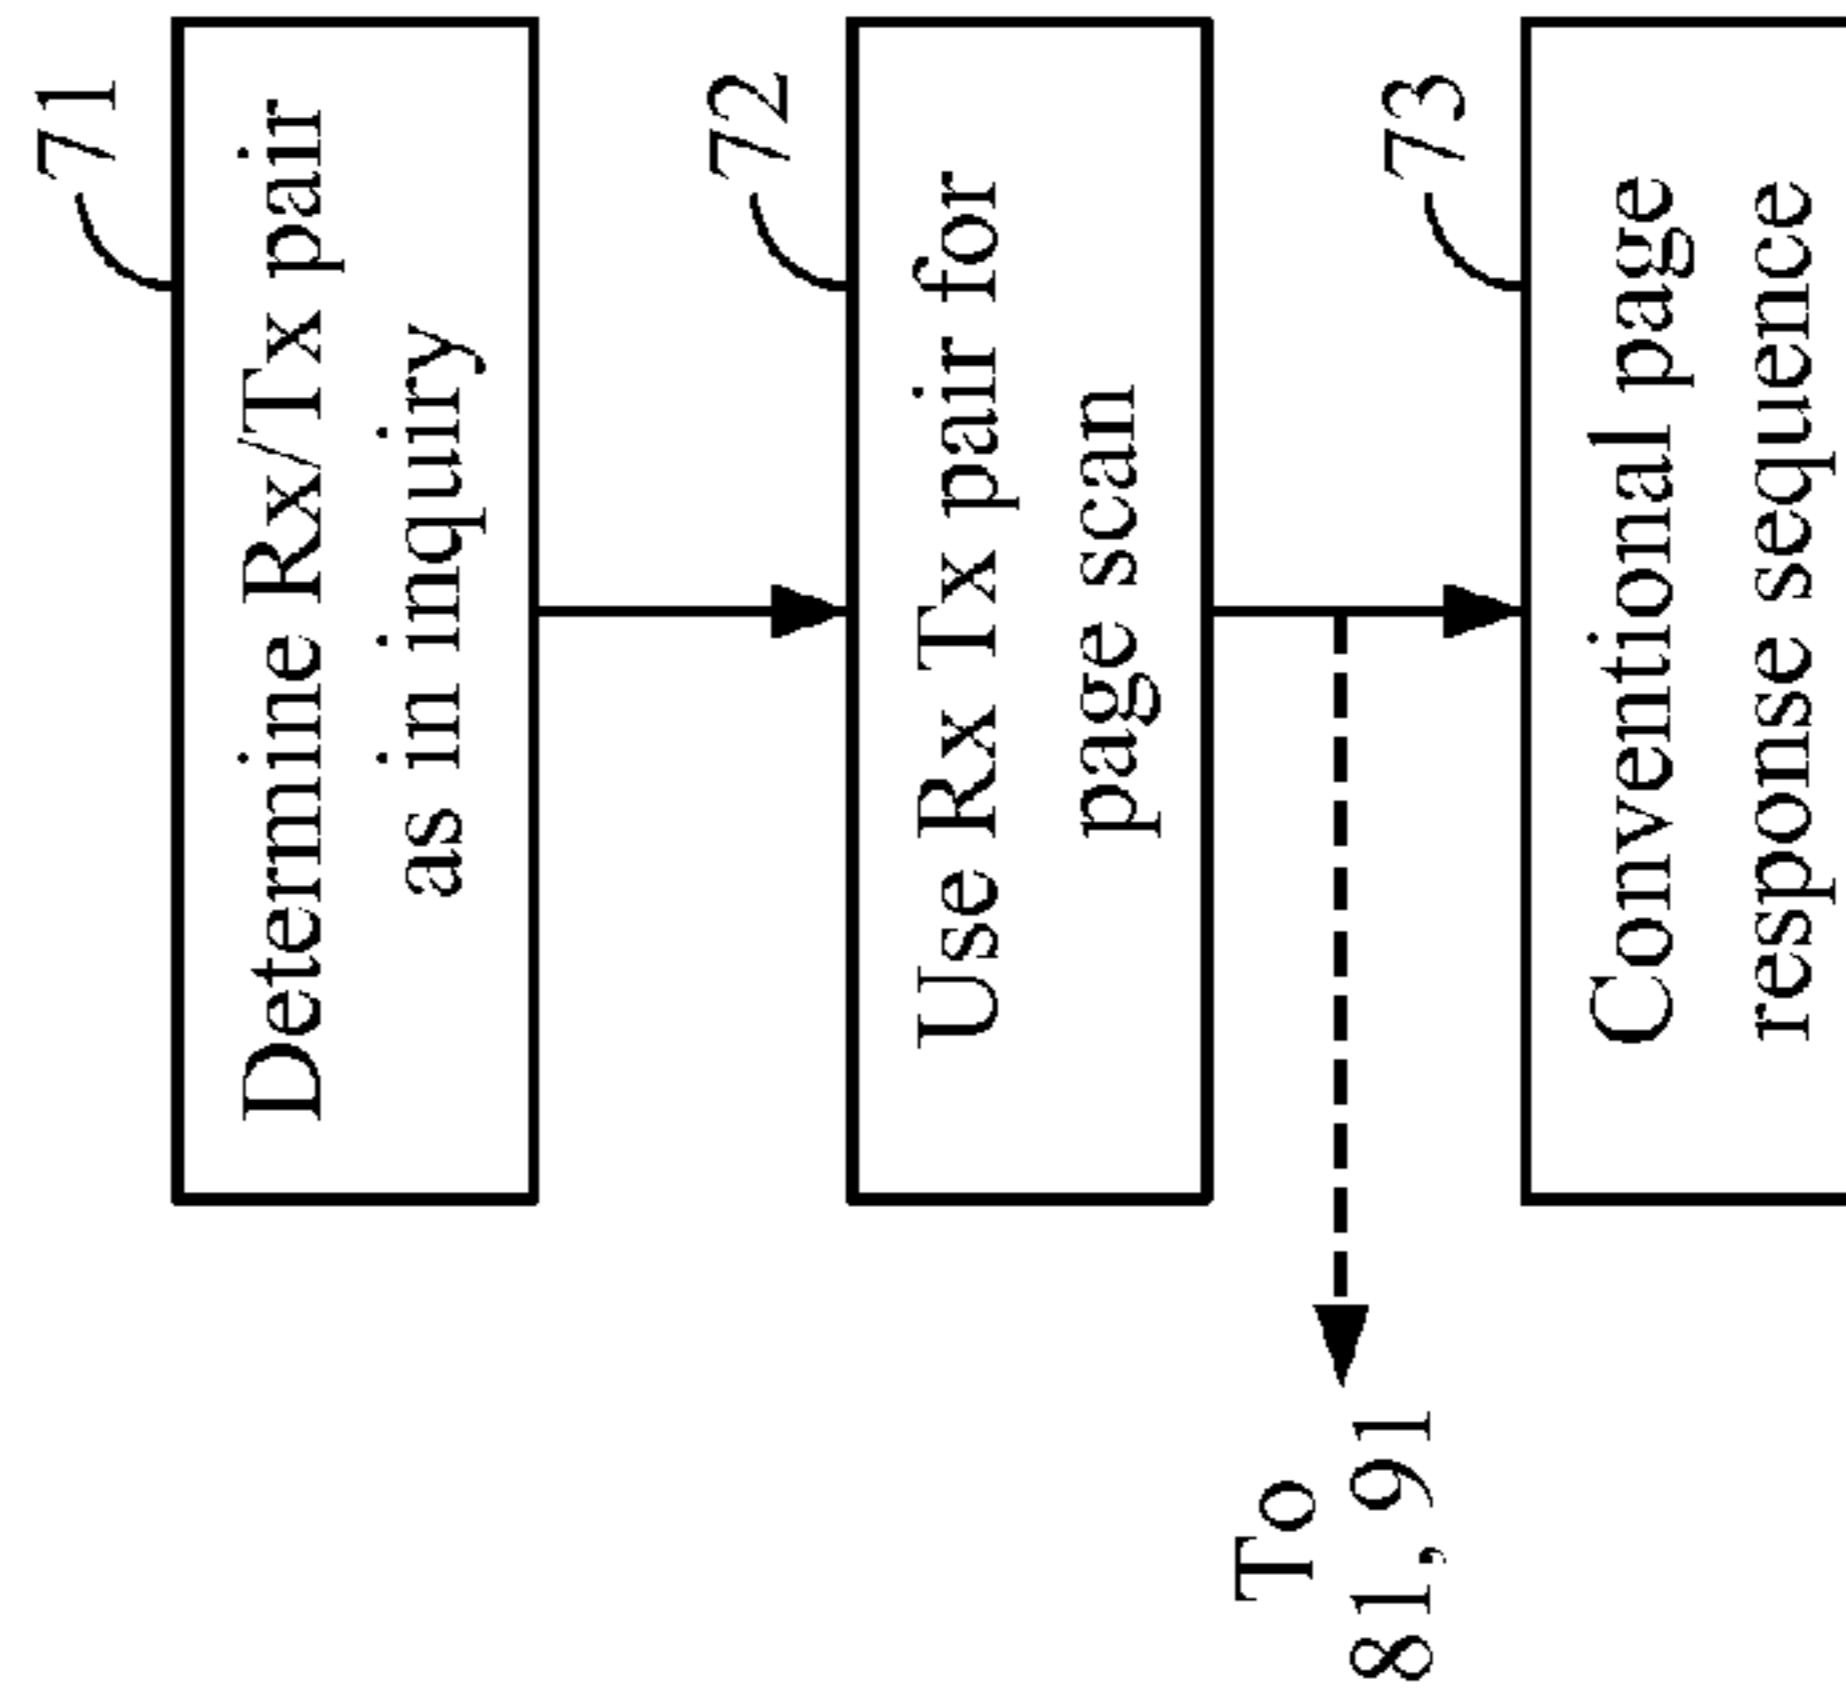 71
Determine Rx/Tx pair
as in inquiry
72
Use Rx Tx pair for
page scan
To
81, 91
73
Conventional page
response sequence